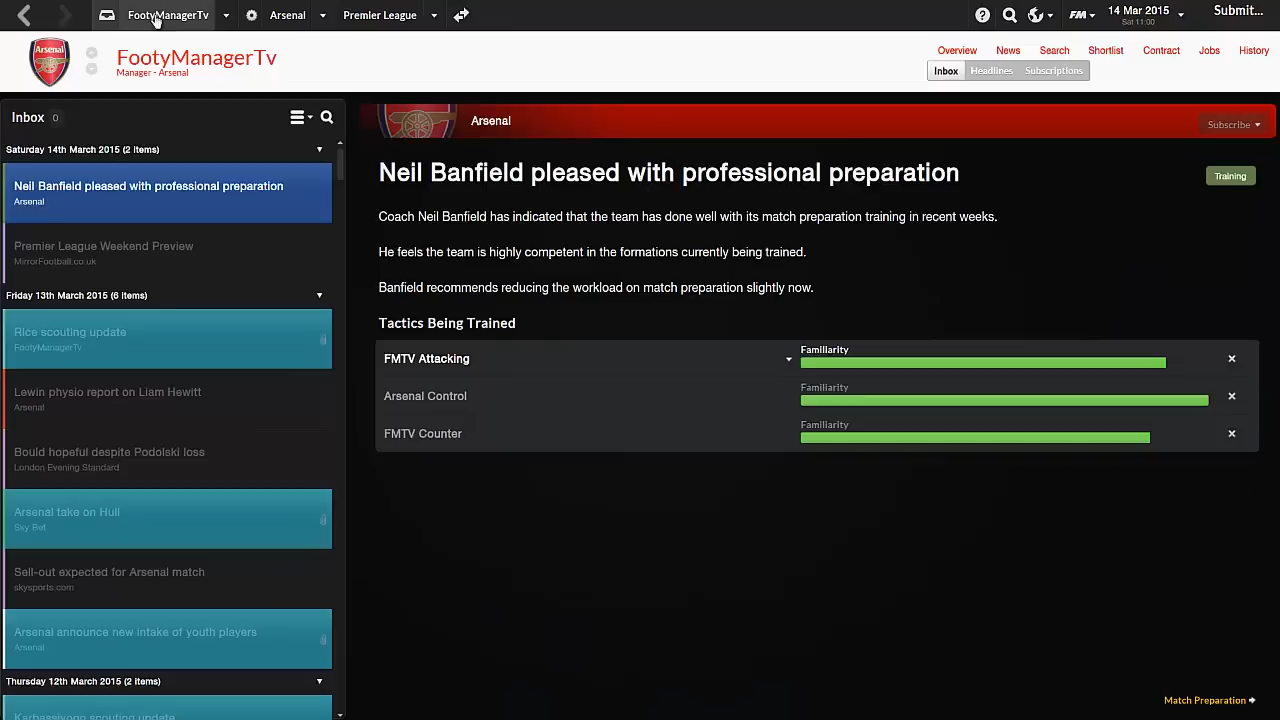 FootyManagerTv
Arsenal
Premier League
FM
14 Mar 2015
Sat 11:00
Submit...
Arsenal
FootyManagerTv
Manager - Arsenal
Overview
News
Search
Shortlist
Contract
Jobs
History
Inbox
Headlines
Subscriptions
Inbox 0
Saturday 14th March 2015 (2 items)
Neil Banfield pleased with professional preparation
Arsenal
Premier League Weekend Preview
MirrorFootball.co.uk
Friday 13th March 2015 (6 items)
Rice scouting update
FootyManagerTv
Lewin physio report on Liam Hewitt
Arsenal
Bould hopeful despite Podolski loss
London Evening Standard
Arsenal take on Hull
Sky Bet
Sell-out expected for Arsenal match
skysports.com
Arsenal announce new intake of youth players
Arsenal
Thursday 12th March 2015 (2 items)
Karbassiyoon scouting update
Arsenal
Subscribe
Neil Banfield pleased with professional preparation
Training
Coach Neil Banfield has indicated that the team has done well with its match preparation training in recent weeks.
He feels the team is highly competent in the formations currently being trained.
Banfield recommends reducing the workload on match preparation slightly now.
Tactics Being Trained
FMTV Attacking
Familiarity
Arsenal Control
Familiarity
FMTV Counter
Familiarity
Match Preparation